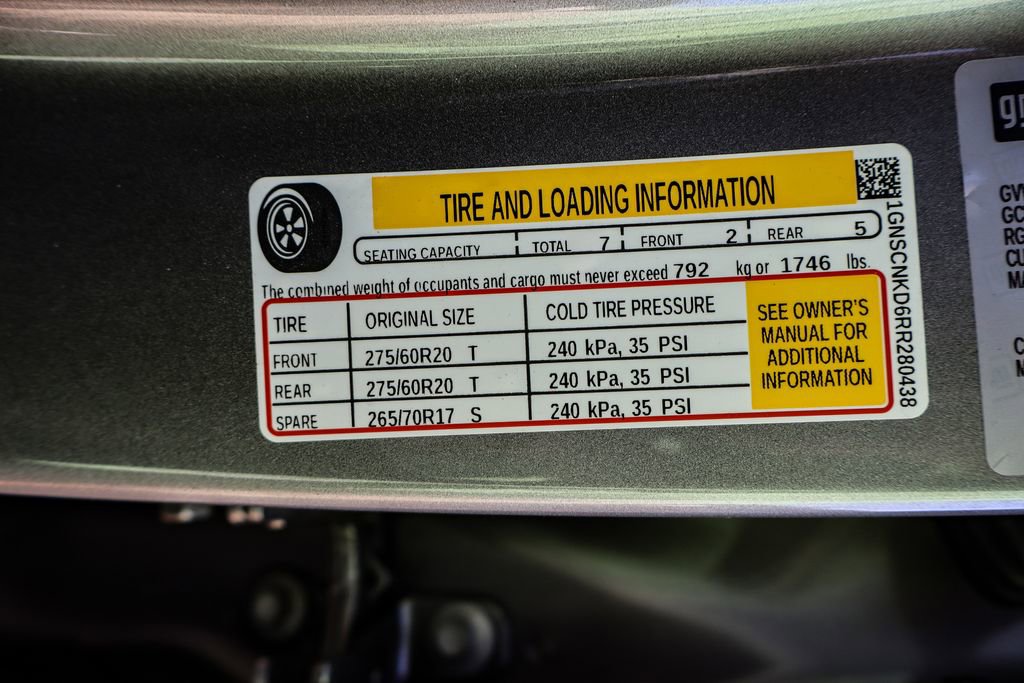 TIRE AND LOADING INFORMATION
SEATING CAPACITY TOTAL 7 FRONT 2 REAR 5
The combined weight of occupants and cargo must never exceed 792 kg or 1746 lbs.
TIRE ORIGINAL SIZE COLD TIRE PRESSURE
FRONT 275/60R20 T 240 kPa, 35 PSI
REAR 275/60R20 T 240 kPa, 35 PSI
SPARE 265/70R17 S 240 kPa, 35 PSI
SEE OWNER'S
MANUAL FOR
ADDITIONAL
INFORMATION
1GNSCNKD6RR280438